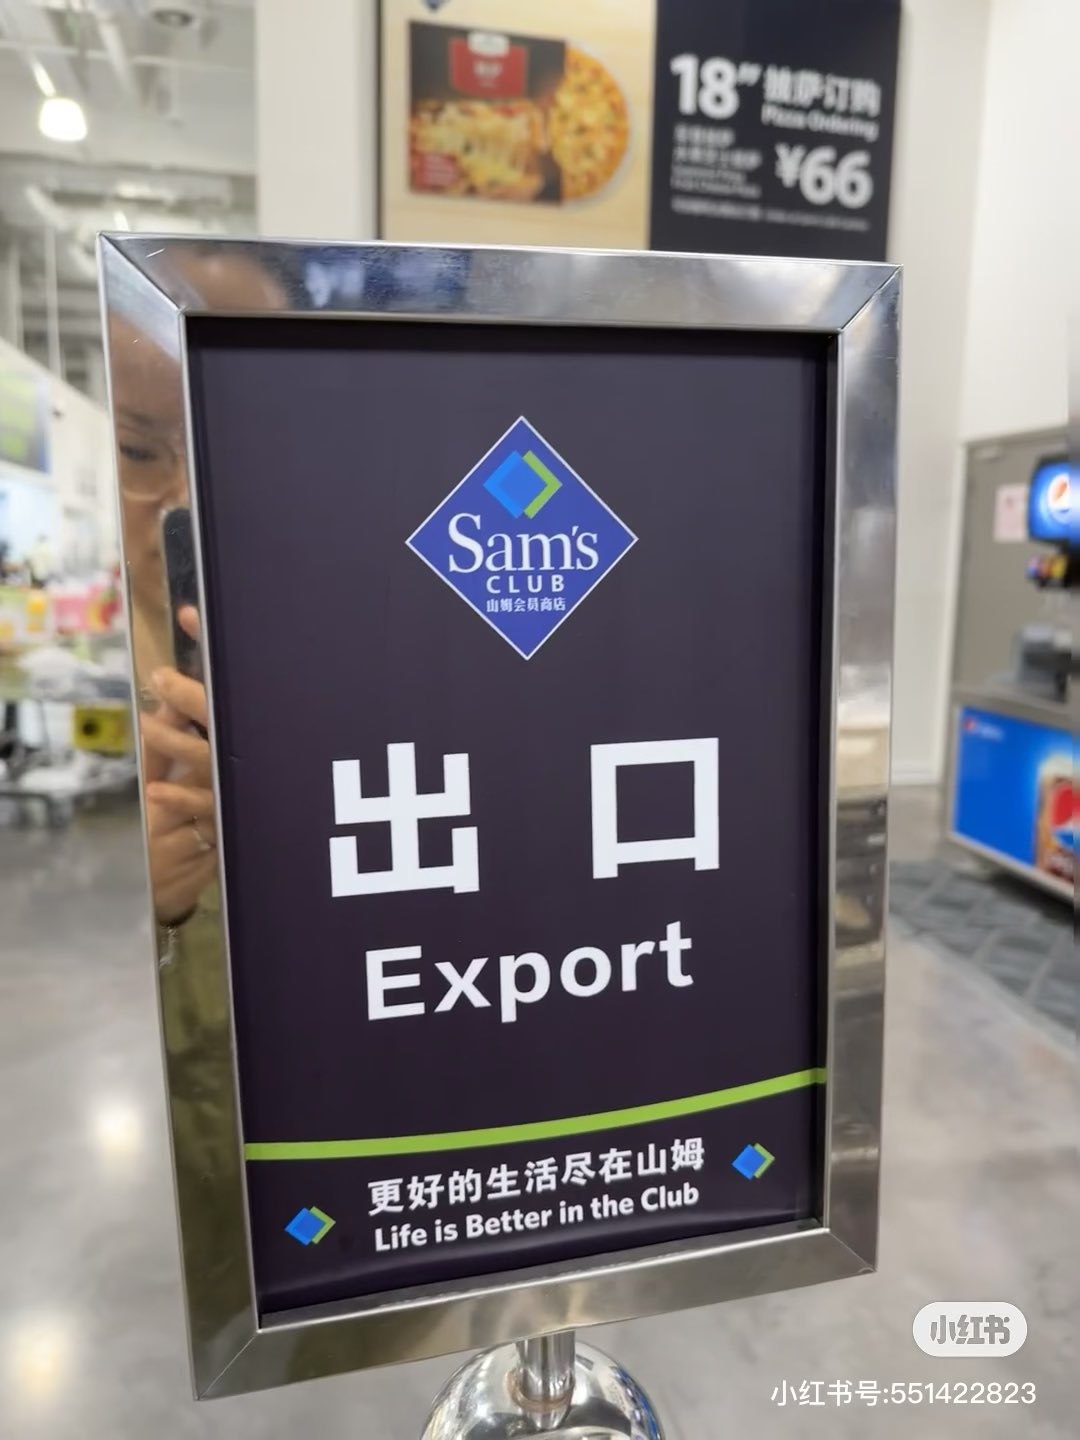 18” 披萨订购
Pizza Ordering
¥66
Sam's
CLUB
山姆会员商店
出口
Export
更好的生活尽在山姆
Life is Better in the Club
小红书
小红书号:551422823